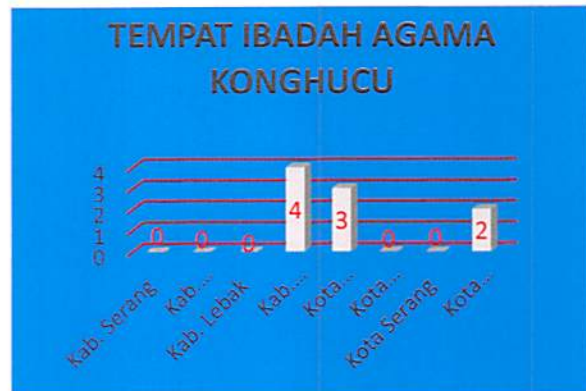 TEMPAT IBADAH AGAMA
KONGHUCU
4
3
2
1
0
0
0
0
4
3
0
0
2
Kab. Serang
Kab....
Kab. Lebak
Kab....
Kota...
Kota...
Kota Serang
Kota...